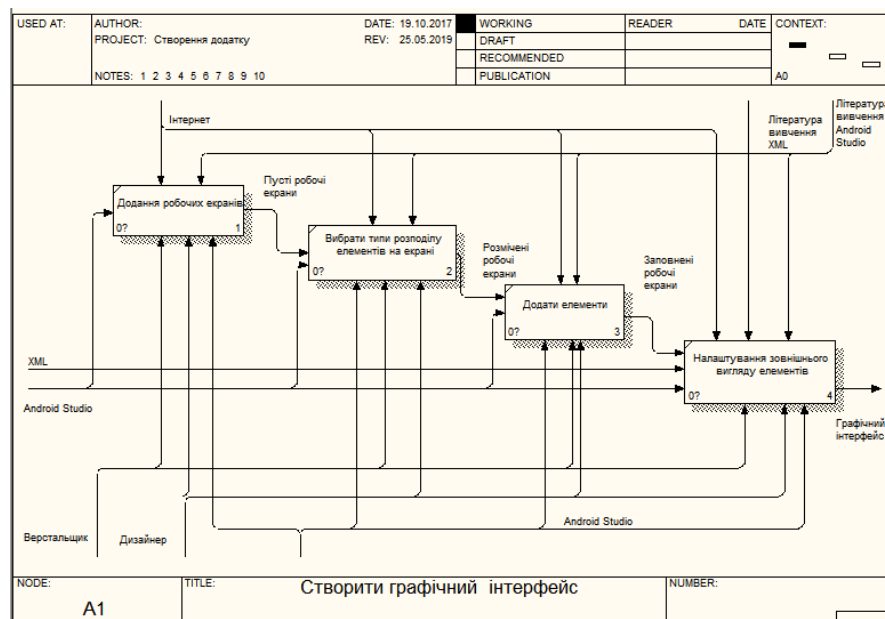 USED AT:
AUTHOR:
DATE: 19.10.2017
WORKING
READER
DATE
CONTEXT:
PROJECT: Створення додатку
REV: 25.05.2019
DRAFT
RECOMMENDED
NOTES: 1 2 3 4 5 6 7 8 9 10
PUBLICATION
A0
Інтернет
Література
вивчення
XML
Література
вивчення
Android
Studio
Пусті робочі
екрани
Додання робочих екранів
0?
1
Вибрати типи розподілу
елементів на екрані
0?
2
Розмічені
робочі
екрани
Додати елементи
0?
3
Заповнені
робочі
екрани
Налаштування зовнішнього
вигляду елементів
0?
4
XML
Android Studio
Графічний
інтерфейс
Android Studio
Верстальщик
Дизайнер
NODE:
A1
TITLE:
Створити графічний інтерфейс
NUMBER: